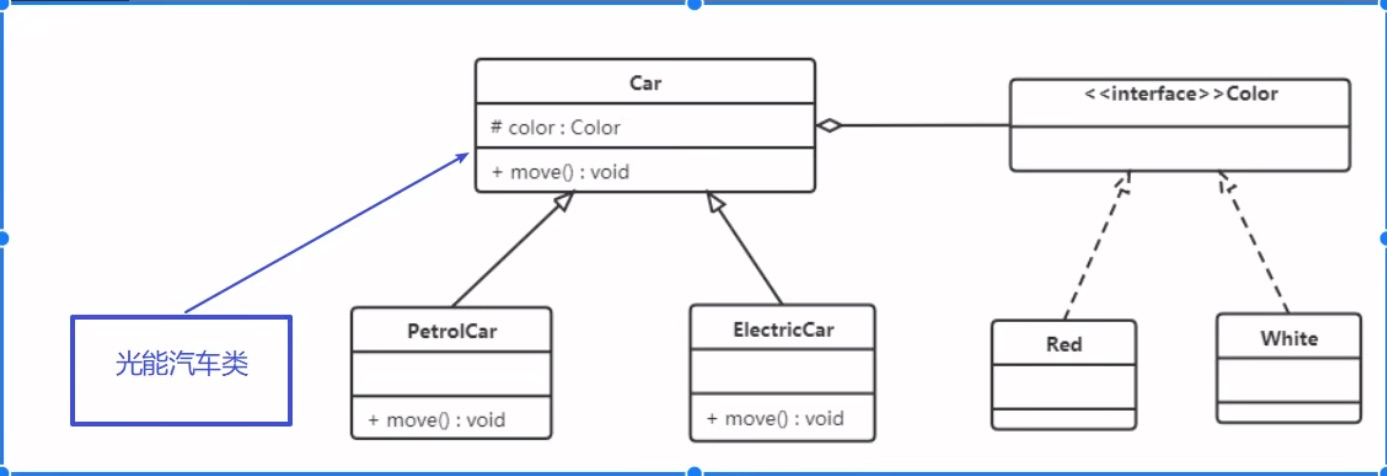 Car
# color : Color
+ move() : void
<<interface>>Color
光能汽车类
PetrolCar
+ move() : void
ElectricCar
+ move() : void
Red
White